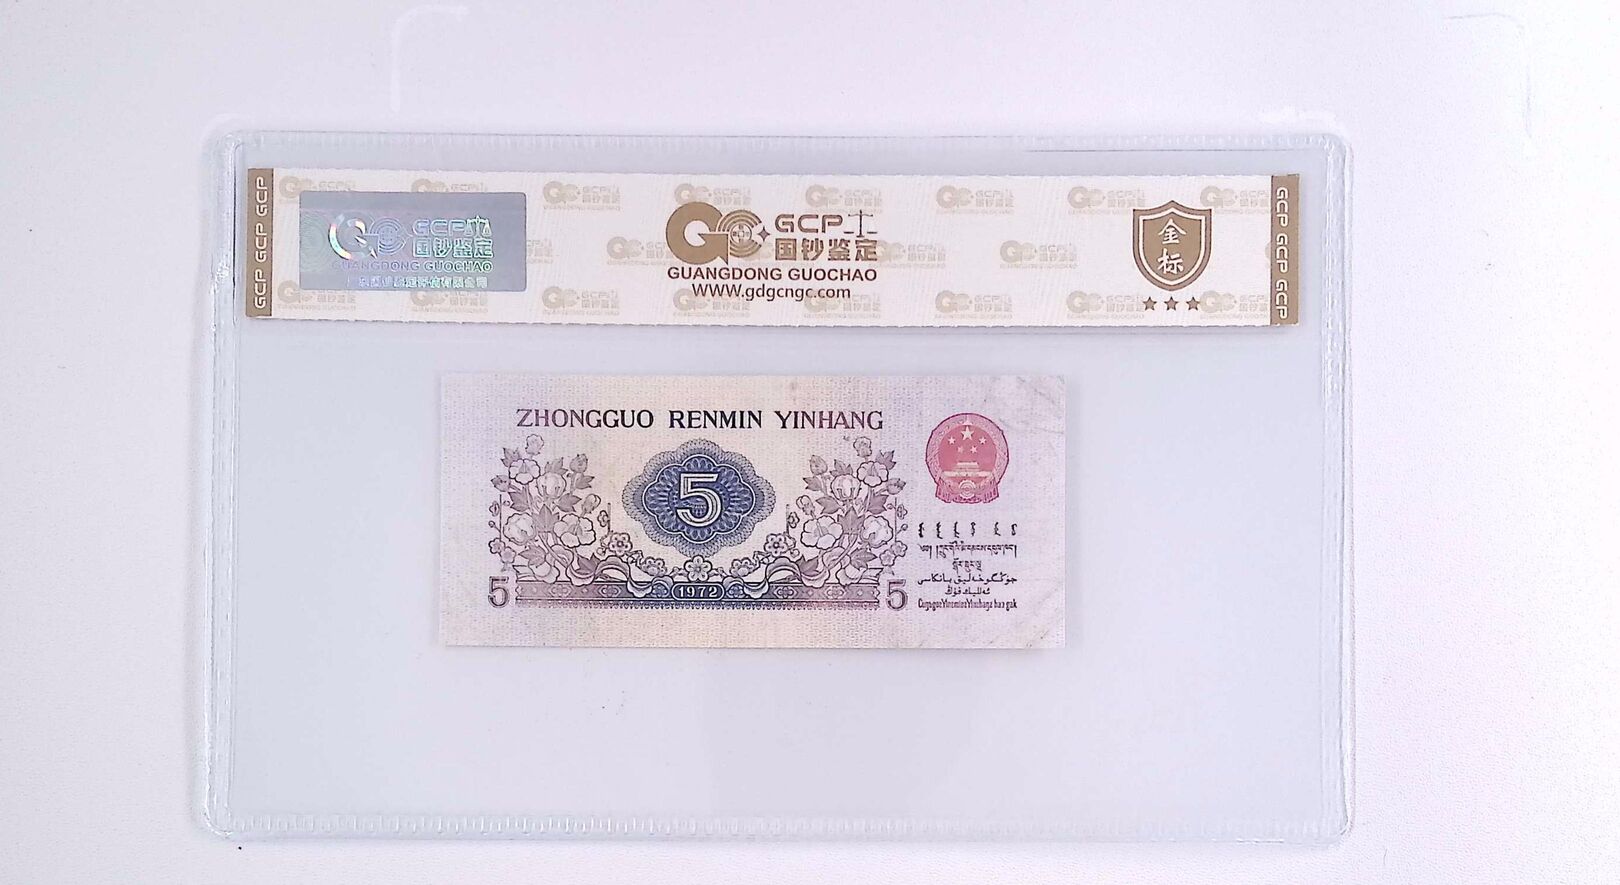 GCP GCP GCP
GCP
国钞鉴定
GUANGDONG GUOCHAO
GCP
国钞鉴定
GUANGDONG GUOCHAO
www.gdgcngc.com
金
标
GCP GCP GCP
ZHONGGUO RENMIN YINHANG
5
5
1972
5